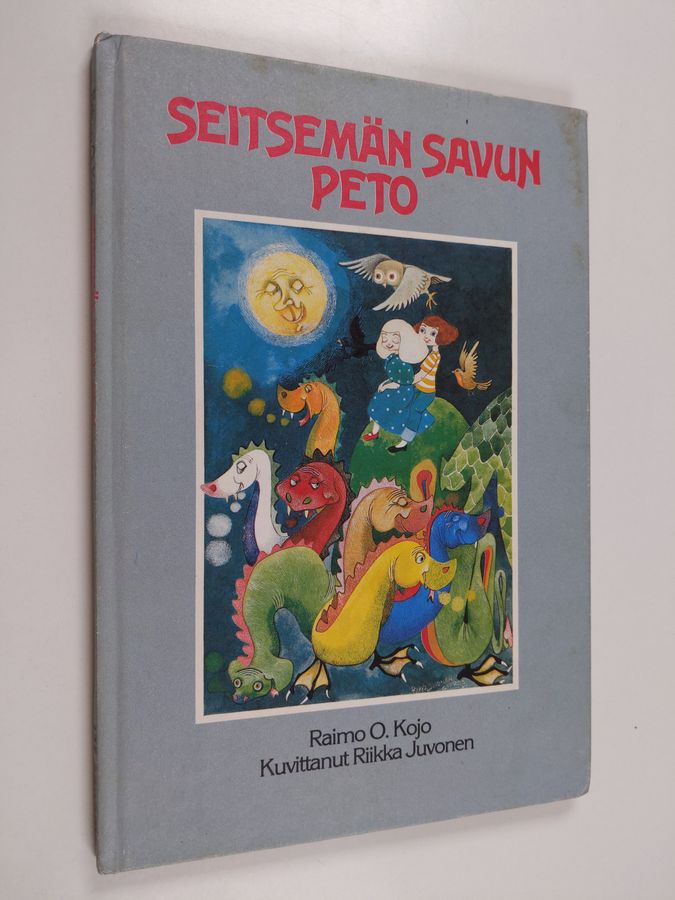 SEITSEMÄN SAVUN
PETO
Raimo O. Kojo
Kuvittanut Riikka Juvonen